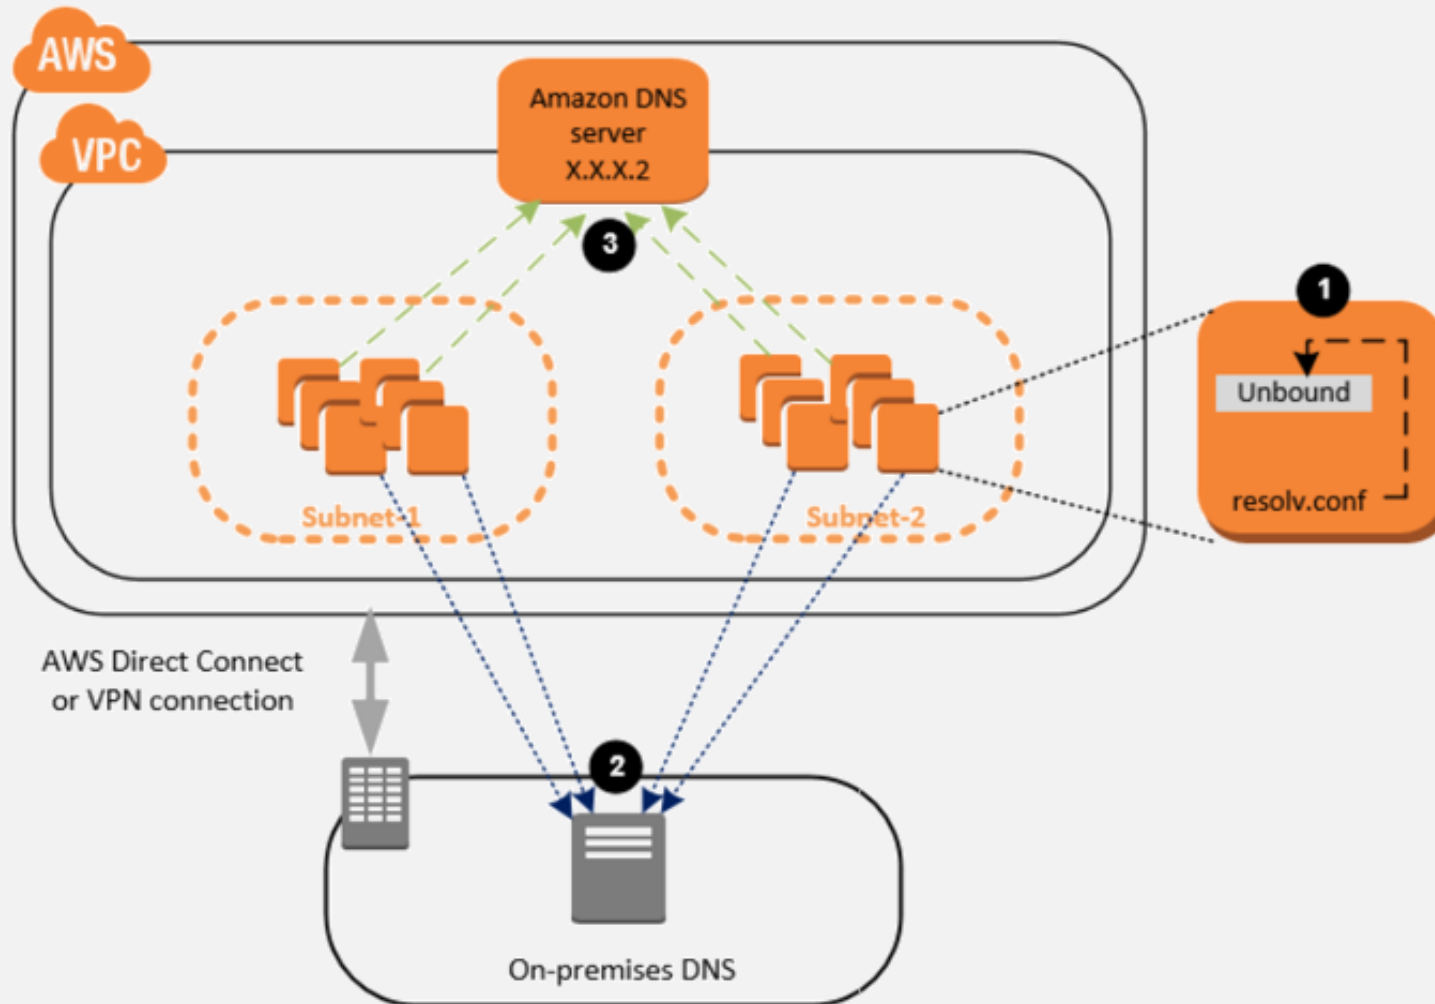 AWS
VPC
Amazon DNS
server
X.X.X.2
3
1
Unbound
resolv.conf
Subnet-1
Subnet-2
AWS Direct Connect
or VPN connection
2
On-premises DNS